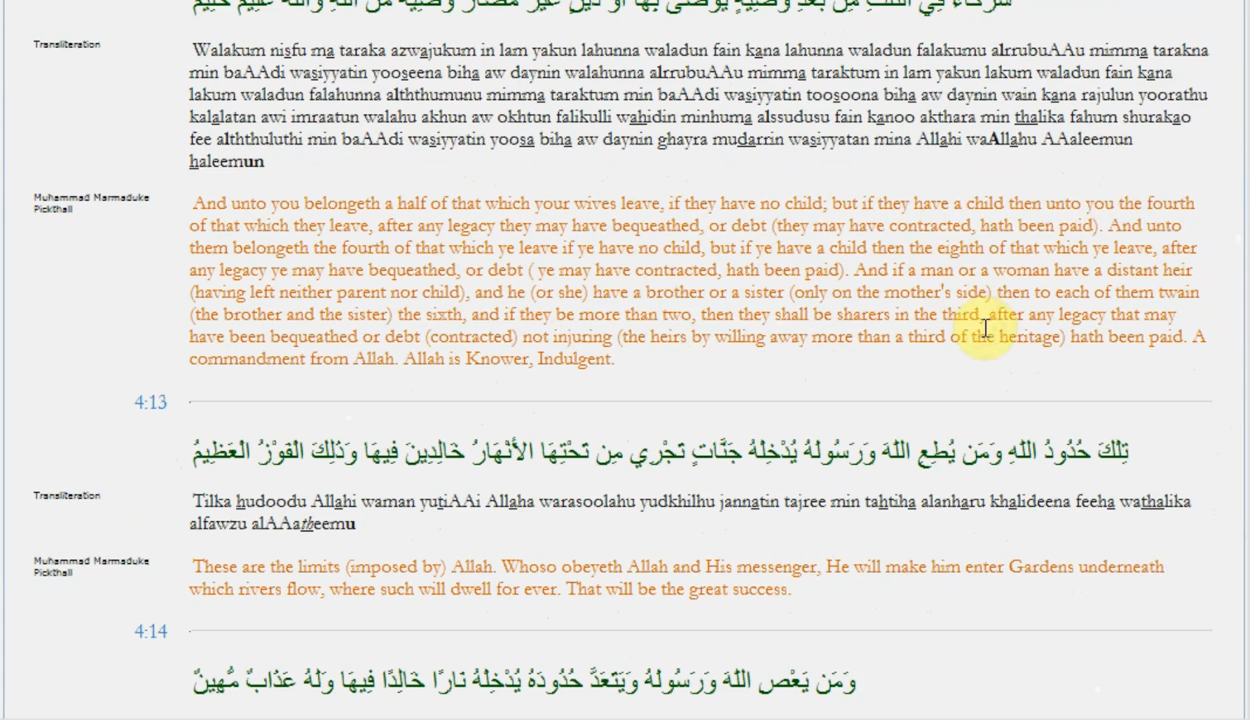 شُرَكَاءُ فِي الثُّلُثِ مِن بَعْدِ وَصِيَّةٍ يُوصَىٰ بِهَا أَوْ دَيْنٍ غَيْرَ مُضَارٍّ وَصِيَّةً مِّنَ اللَّهِ وَاللَّهُ عَلِيمٌ حَلِيمٌ
Transliteration
Walakum nisfu ma taraka azwajukum in lam yakun lahunna waladun fain kana lahunna waladun falakumu alrrubuAAu mimma tarakna
min baAAdi wasiyyatin yooseena biha aw daynin walahunna alrrubuAAu mimma taraktum in lam yakun lakum waladun fain kana
lakum waladun falahunna alththumunu mimma taraktum min baAAdi wasiyyatin toosoona biha aw daynin wain kana rajulun yoorathu
kalalatan awi imraatun walahu akhun aw okhtun falikulli wahidin minhuma alssudusu fain kanoo akthara min thalika fahum shurakao
fee alththuluthi min baAAdi wasiyyatin yoosa biha aw daynin ghayra mudarrin wasiyyatan mina Allahi waAllahu AAaleemun
haleemun
Muhammad Marmaduke
Pickthall
And unto you belongeth a half of that which your wives leave, if they have no child; but if they have a child then unto you the fourth
of that which they leave, after any legacy they may have bequeathed, or debt (they may have contracted, hath been paid). And unto
them belongeth the fourth of that which ye leave if ye have no child, but if ye have a child then the eighth of that which ye leave, after
any legacy ye may have bequeathed, or debt ( ye may have contracted, hath been paid). And if a man or a woman have a distant heir
(having left neither parent nor child), and he (or she) have a brother or a sister (only on the mother's side) then to each of them twain
(the brother and the sister) the sixth, and if they be more than two, then they shall be sharers in the third, after any legacy that may
have been bequeathed or debt (contracted) not injuring (the heirs by willing away more than a third of the heritage) hath been paid. A
commandment from Allah. Allah is Knower, Indulgent.
4:13
تِلْكَ حُدُودُ اللَّهِ وَمَن يُطِعِ اللَّهَ وَرَسُولَهُ يُدْخِلْهُ جَنَّاتٍ تَجْرِي مِن تَحْتِهَا الأَنْهَارُ خَالِدِينَ فِيهَا وَذَٰلِكَ الْفَوْزُ الْعَظِيمُ
Transliteration
Tilka hudoodu Allahi waman yutiAAi Allaha warasoolahu yudkhilhu jannatin tajree min tahtiha alanharu khalideena feeha wathalika
alfawzu alAAatheemu
Muhammad Marmaduke
Pickthall
These are the limits (imposed by) Allah. Whoso obeyeth Allah and His messenger, He will make him enter Gardens underneath
which rivers flow, where such will dwell for ever. That will be the great success.
4:14
وَمَن يَعْصِ اللَّهَ وَرَسُولَهُ وَيَتَعَدَّ حُدُودَهُ يُدْخِلْهُ نَارًا خَالِدًا فِيهَا وَلَهُ عَذَابٌ مُّهِينٌ